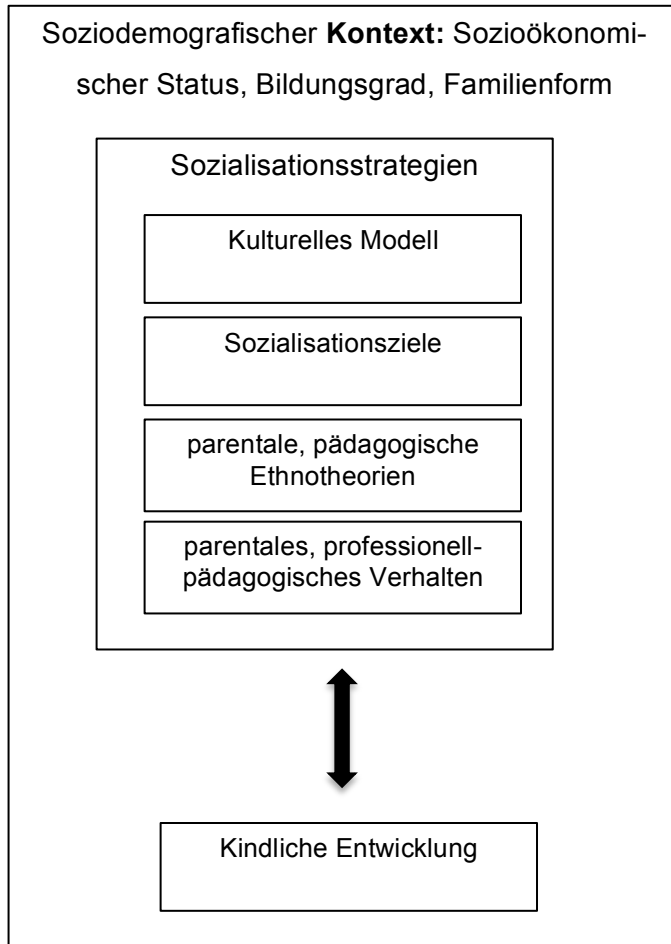 Soziodemografischer Kontext: Sozioökonomi-
scher Status, Bildungsgrad, Familienform
Sozialisationsstrategien
Kulturelles Modell
Sozialisationsziele
parentale, pädagogische
Ethnotheorien
parentales, professionell-
pädagogisches Verhalten
Kindliche Entwicklung